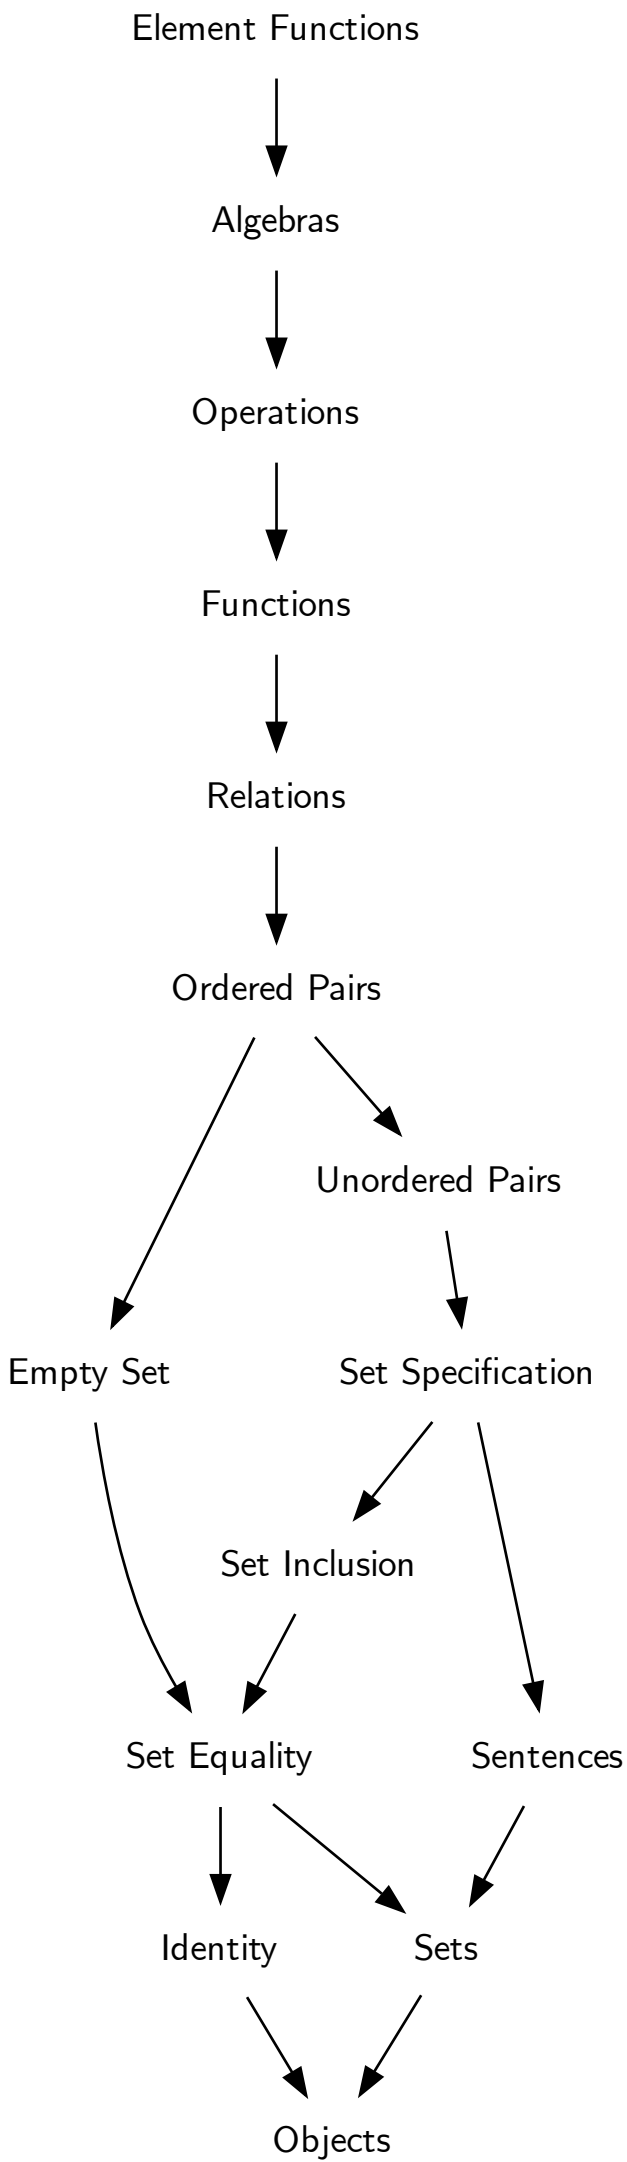 Element Functions
Algebras
Operations
Functions
Relations
Ordered Pairs
Unordered Pairs
Empty Set
Set Specification
Set Inclusion
Set Equality
Sentences
Identity
Sets
Objects